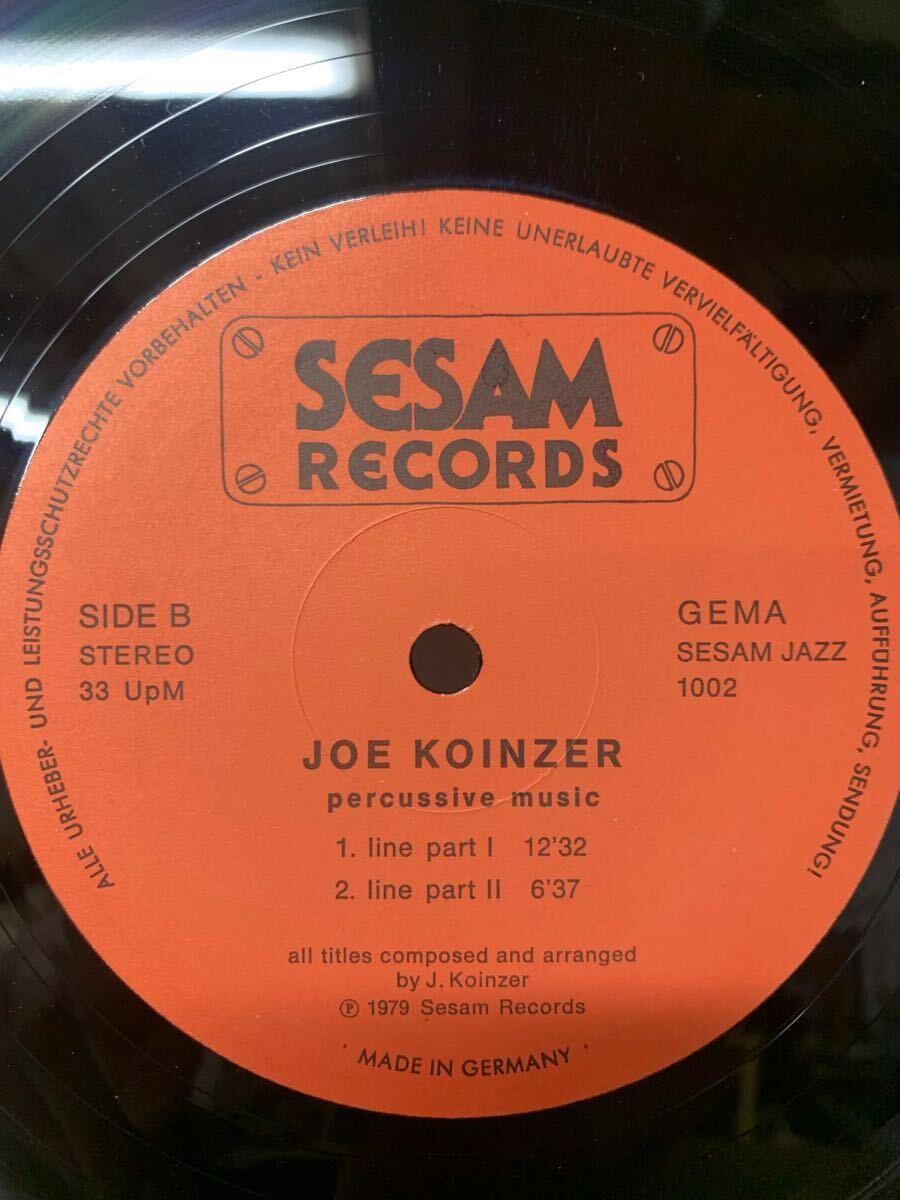 ALLE URHEBER- UND LEISTUNGSSCHUTZRECHTE VORBEHALTEN - KEIN VERLEIH! KEINE UNERLAUBTE VERVIELFÄLTIGUNG, VERMIETUNG, AUFFÜHRUNG, SENDUNG!
SESAM
RECORDS
SIDE B
STEREO
33 UpM
GEMA
SESAM JAZZ
1002
JOE KOINZER
percussive music
1. line part I 12'32
2. line part II 6'37
all titles composed and arranged
by J. Koinzer
Ⓟ 1979 Sesam Records
' MADE IN GERMANY '